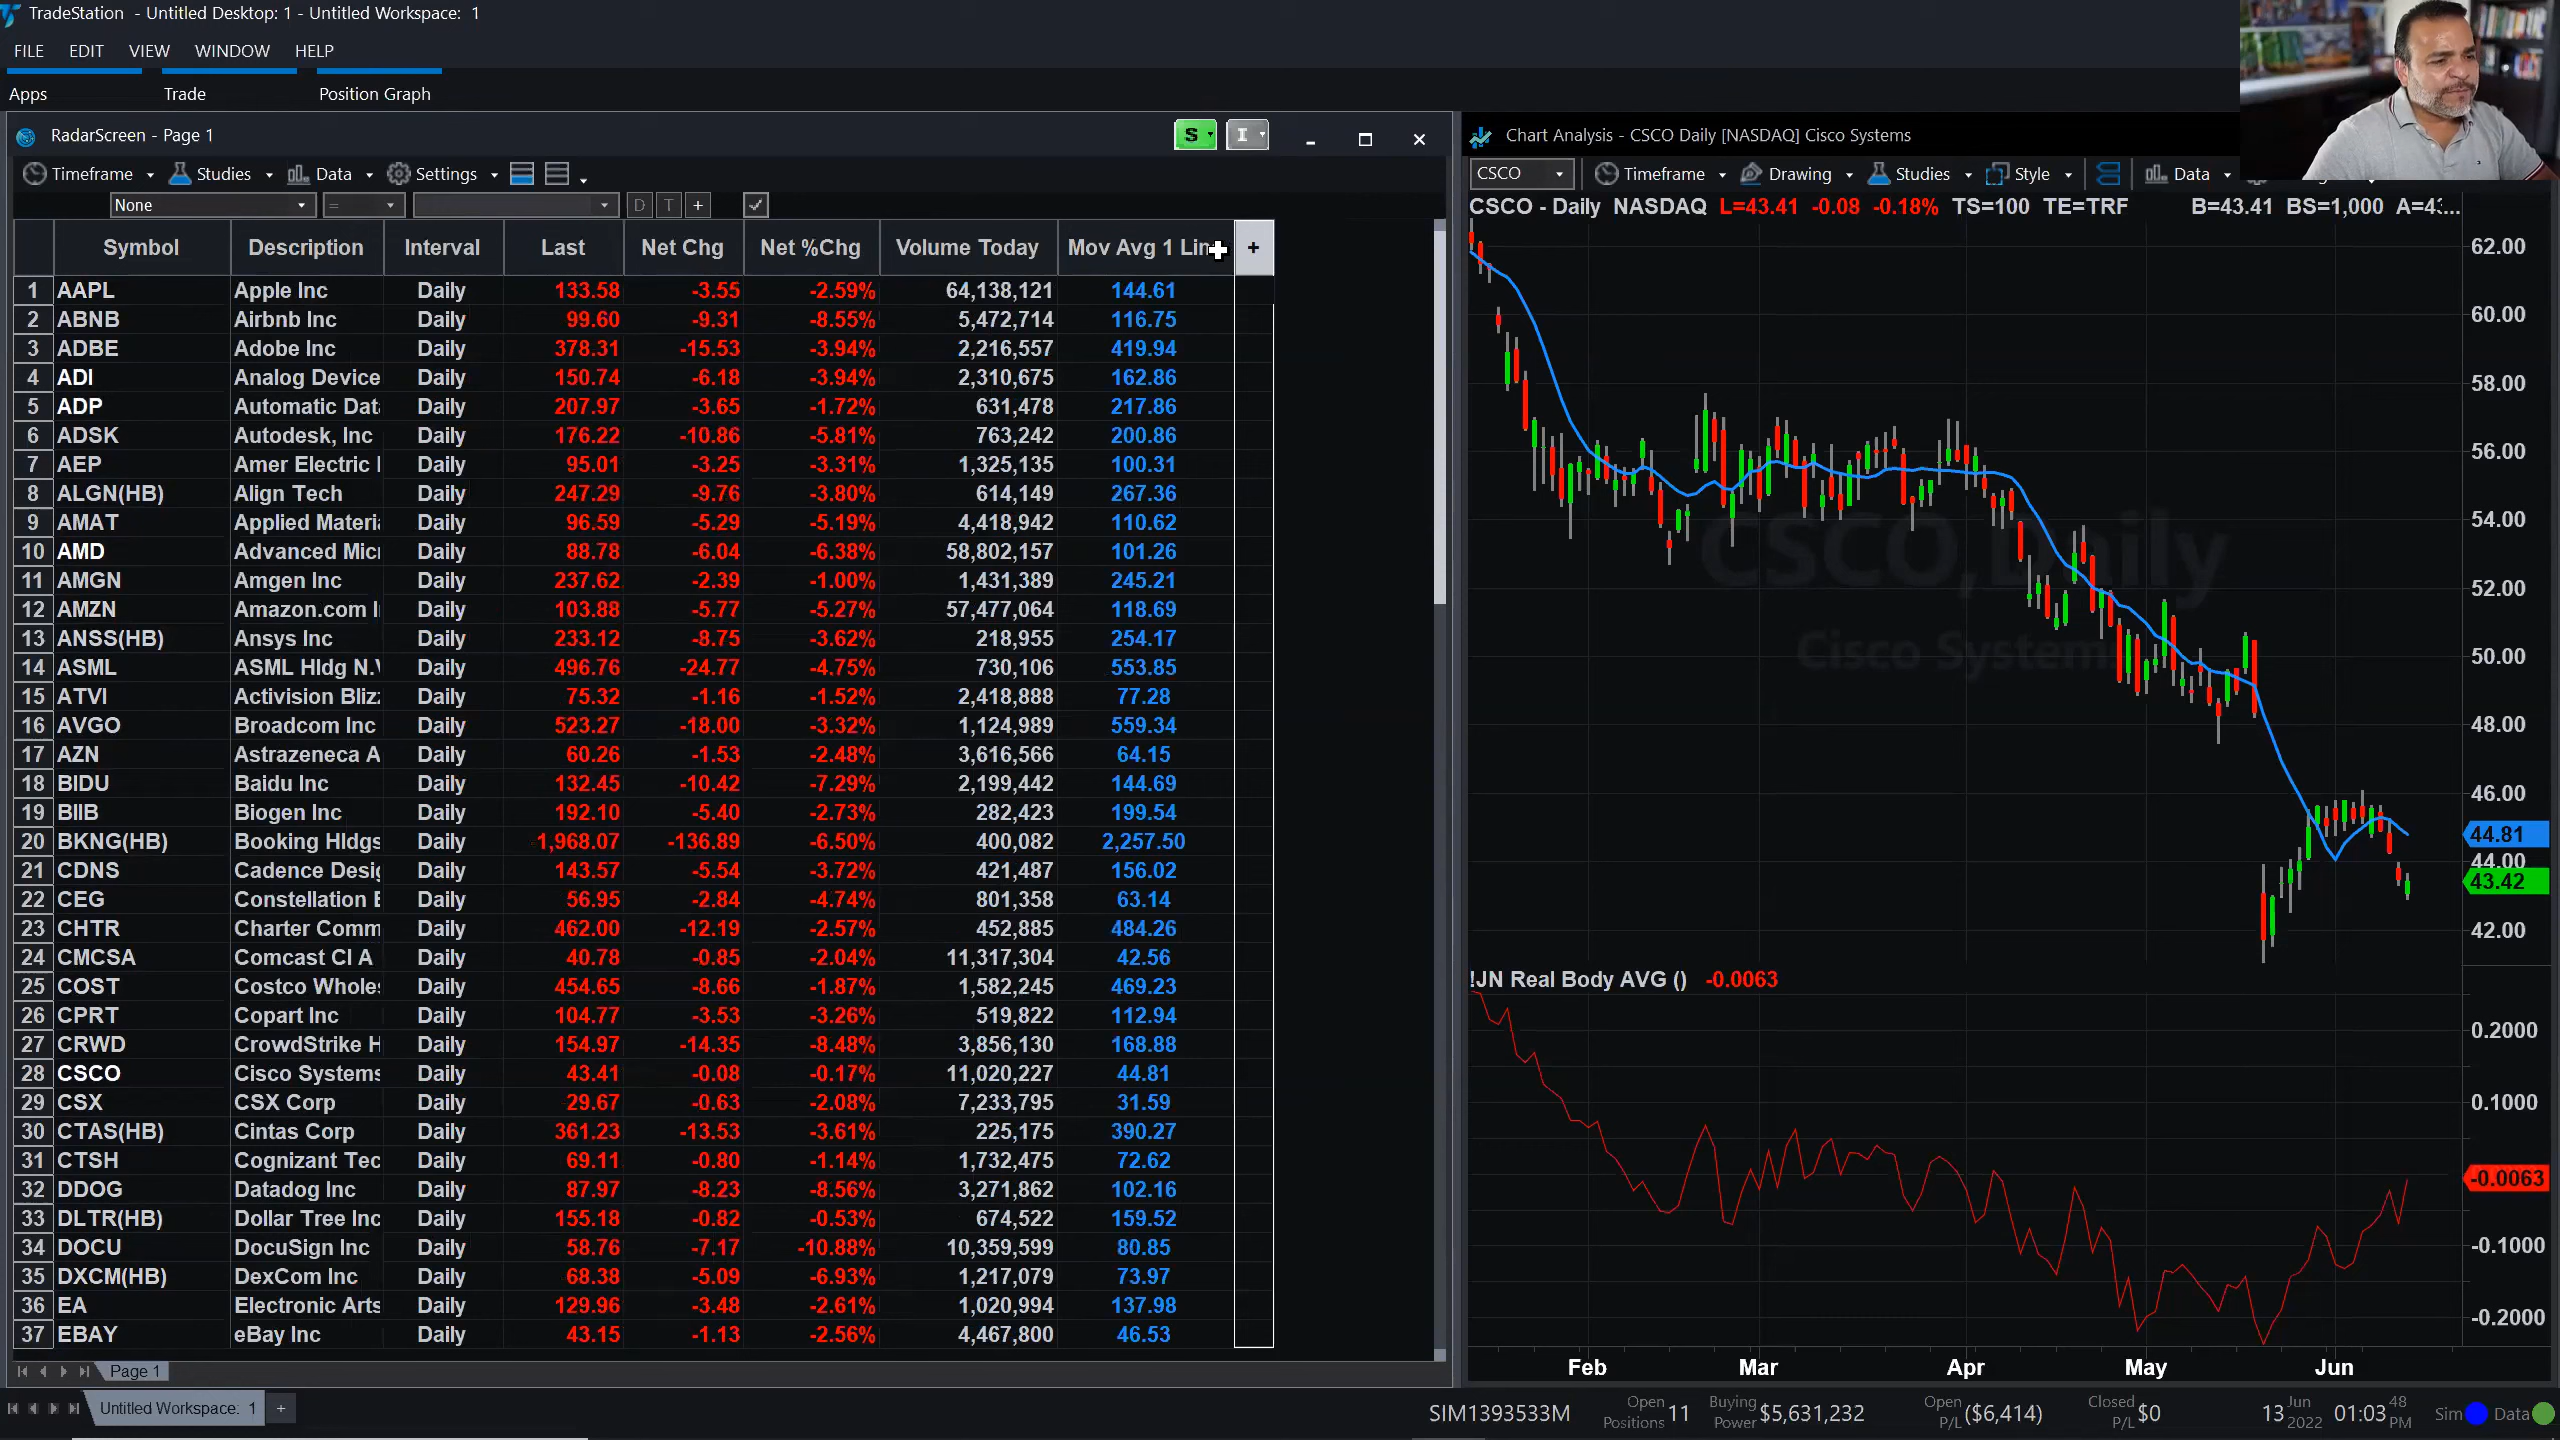 TradeStation - Untitled Desktop: 1 - Untitled Workspace: 1
FILE EDIT VIEW WINDOW HELP
Apps Trade Position Graph
RadarScreen - Page 1 S I
Timeframe Studies Data Settings
None = D T +
Symbol Description Interval Last Net Chg Net %Chg Volume Today Mov Avg 1 Lin +
1 AAPL Apple Inc Daily 133.58 -3.55 -2.59% 64,138,121 144.61
2 ABNB Airbnb Inc Daily 99.60 -9.31 -8.55% 5,472,714 116.75
3 ADBE Adobe Inc Daily 378.31 -15.53 -3.94% 2,216,557 419.94
4 ADI Analog Device Daily 150.74 -6.18 -3.94% 2,310,675 162.86
5 ADP Automatic Dat Daily 207.97 -3.65 -1.72% 631,478 217.86
6 ADSK Autodesk, Inc Daily 176.22 -10.86 -5.81% 763,242 200.86
7 AEP Amer Electric Daily 95.01 -3.25 -3.31% 1,325,135 100.31
8 ALGN(HB) Align Tech Daily 247.29 -9.76 -3.80% 614,149 267.36
9 AMAT Applied Materi Daily 96.59 -5.29 -5.19% 4,418,942 110.62
10 AMD Advanced Micr Daily 88.78 -6.04 -6.38% 58,802,157 101.26
11 AMGN Amgen Inc Daily 237.62 -2.39 -1.00% 1,431,389 245.21
12 AMZN Amazon.com I Daily 103.88 -5.77 -5.27% 57,477,064 118.69
13 ANSS(HB) Ansys Inc Daily 233.12 -8.75 -3.62% 218,955 254.17
14 ASML ASML Hldg N.V Daily 496.76 -24.77 -4.75% 730,106 553.85
15 ATVI Activision Bliz Daily 75.32 -1.16 -1.52% 2,418,888 77.28
16 AVGO Broadcom Inc Daily 523.27 -18.00 -3.32% 1,124,989 559.34
17 AZN Astrazeneca A Daily 60.26 -1.53 -2.48% 3,616,566 64.15
18 BIDU Baidu Inc Daily 132.45 -10.42 -7.29% 2,199,442 144.69
19 BIIB Biogen Inc Daily 192.10 -5.40 -2.73% 282,423 199.54
20 BKNG(HB) Booking Hldgs Daily 1,968.07 -136.89 -6.50% 400,082 2,257.50
21 CDNS Cadence Desig Daily 143.57 -5.54 -3.72% 421,487 156.02
22 CEG Constellation E Daily 56.95 -2.84 -4.74% 801,358 63.14
23 CHTR Charter Comm Daily 462.00 -12.19 -2.57% 452,885 484.26
24 CMCSA Comcast Cl A Daily 40.78 -0.85 -2.04% 11,317,304 42.56
25 COST Costco Wholes Daily 454.65 -8.66 -1.87% 1,582,245 469.23
26 CPRT Copart Inc Daily 104.77 -3.53 -3.26% 519,822 112.94
27 CRWD CrowdStrike H Daily 154.97 -14.35 -8.48% 3,856,130 168.88
28 CSCO Cisco Systems Daily 43.41 -0.08 -0.17% 11,020,227 44.81
29 CSX CSX Corp Daily 29.67 -0.63 -2.08% 7,233,795 31.59
30 CTAS(HB) Cintas Corp Daily 361.23 -13.53 -3.61% 225,175 390.27
31 CTSH Cognizant Tec Daily 69.11 -0.80 -1.14% 1,732,475 72.62
32 DDOG Datadog Inc Daily 87.97 -8.23 -8.56% 3,271,862 102.16
33 DLTR(HB) Dollar Tree Inc Daily 155.18 -0.82 -0.53% 674,522 159.52
34 DOCU DocuSign Inc Daily 58.76 -7.17 -10.88% 10,359,599 80.85
35 DXCM(HB) DexCom Inc Daily 68.38 -5.09 -6.93% 1,217,079 73.97
36 EA Electronic Arts Daily 129.96 -3.48 -2.61% 1,020,994 137.98
37 EBAY eBay Inc Daily 43.15 -1.13 -2.56% 4,467,800 46.53
Page 1
Chart Analysis - CSCO Daily [NASDAQ] Cisco Systems
CSCO Timeframe Drawing Studies Style Data
CSCO - Daily NASDAQ L=43.41 -0.08 -0.18% TS=100 TE=TRF B=43.41 BS=1,000 A=43...
CSCO,Daily
Cisco Systems
62.00
60.00
58.00
56.00
54.00
52.00
50.00
48.00
46.00
44.81
44.00
43.42
42.00
!JN Real Body AVG () -0.0063
0.2000
0.1000
-0.0063
-0.1000
-0.2000
Feb Mar Apr May Jun
Untitled Workspace: 1 +
SIM1393533M Open Positions 11 Buying Power $5,631,232 Open P/L ($6,414) Closed P/L $0 13 Jun 2022 01:03 48 PM Sim Data